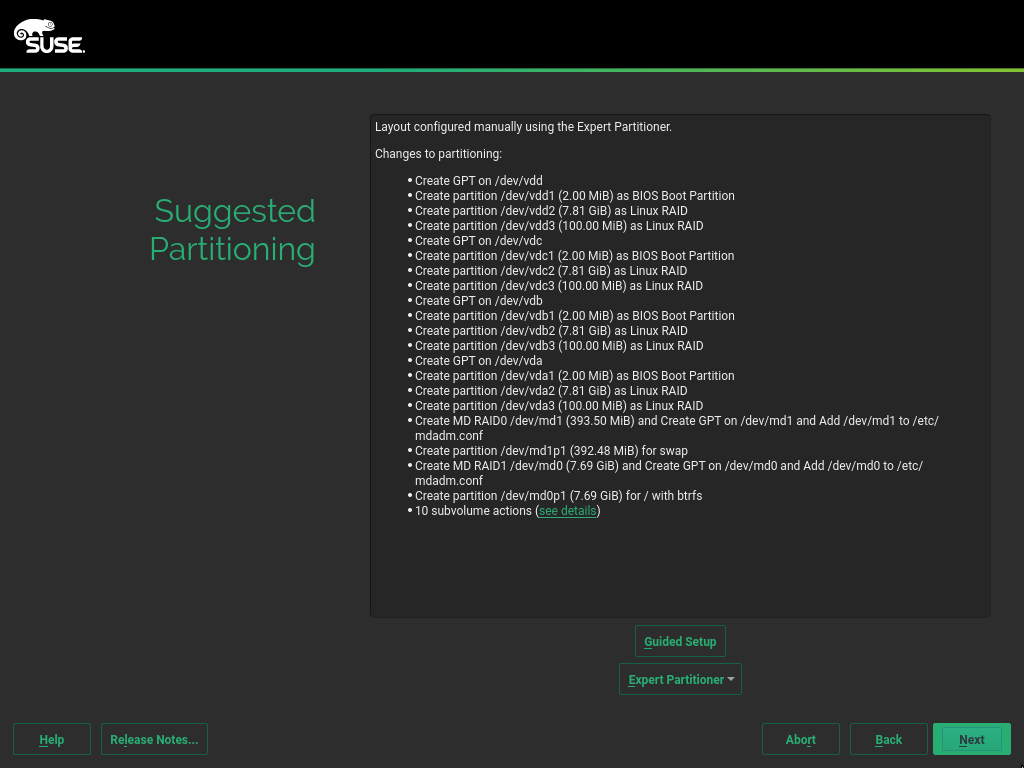 SUSE.
Suggested
Partitioning
Layout configured manually using the Expert Partitioner.
Changes to partitioning:
• Create GPT on /dev/vdd
• Create partition /dev/vdd1 (2.00 MiB) as BIOS Boot Partition
• Create partition /dev/vdd2 (7.81 GiB) as Linux RAID
• Create partition /dev/vdd3 (100.00 MiB) as Linux RAID
• Create GPT on /dev/vdc
• Create partition /dev/vdc1 (2.00 MiB) as BIOS Boot Partition
• Create partition /dev/vdc2 (7.81 GiB) as Linux RAID
• Create partition /dev/vdc3 (100.00 MiB) as Linux RAID
• Create GPT on /dev/vdb
• Create partition /dev/vdb1 (2.00 MiB) as BIOS Boot Partition
• Create partition /dev/vdb2 (7.81 GiB) as Linux RAID
• Create partition /dev/vdb3 (100.00 MiB) as Linux RAID
• Create GPT on /dev/vda
• Create partition /dev/vda1 (2.00 MiB) as BIOS Boot Partition
• Create partition /dev/vda2 (7.81 GiB) as Linux RAID
• Create partition /dev/vda3 (100.00 MiB) as Linux RAID
• Create MD RAID0 /dev/md1 (393.50 MiB) and Create GPT on /dev/md1 and Add /dev/md1 to /etc/
mdadm.conf
• Create partition /dev/md1p1 (392.48 MiB) for swap
• Create MD RAID1 /dev/md0 (7.69 GiB) and Create GPT on /dev/md0 and Add /dev/md0 to /etc/
mdadm.conf
• Create partition /dev/md0p1 (7.69 GiB) for / with btrfs
• 10 subvolume actions (see details)
Guided Setup
Expert Partitioner
Help
Release Notes...
Abort
Back
Next